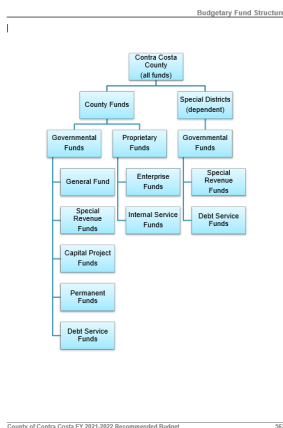 Budgetary Fund Structure
Contra Costa
County
(all funds)
County Funds
Special Districts
(dependent)
Governmental
Funds
Proprietary
Funds
Governmental
Funds
General Fund
Enterprise
Funds
Special
Revenue
Funds
Special
Revenue
Funds
Internal Service
Funds
Debt Service
Funds
Capital Project
Funds
Permanent
Funds
Debt Service
Funds
County of Contra Costa FY 2021-2022 Recommended Budget